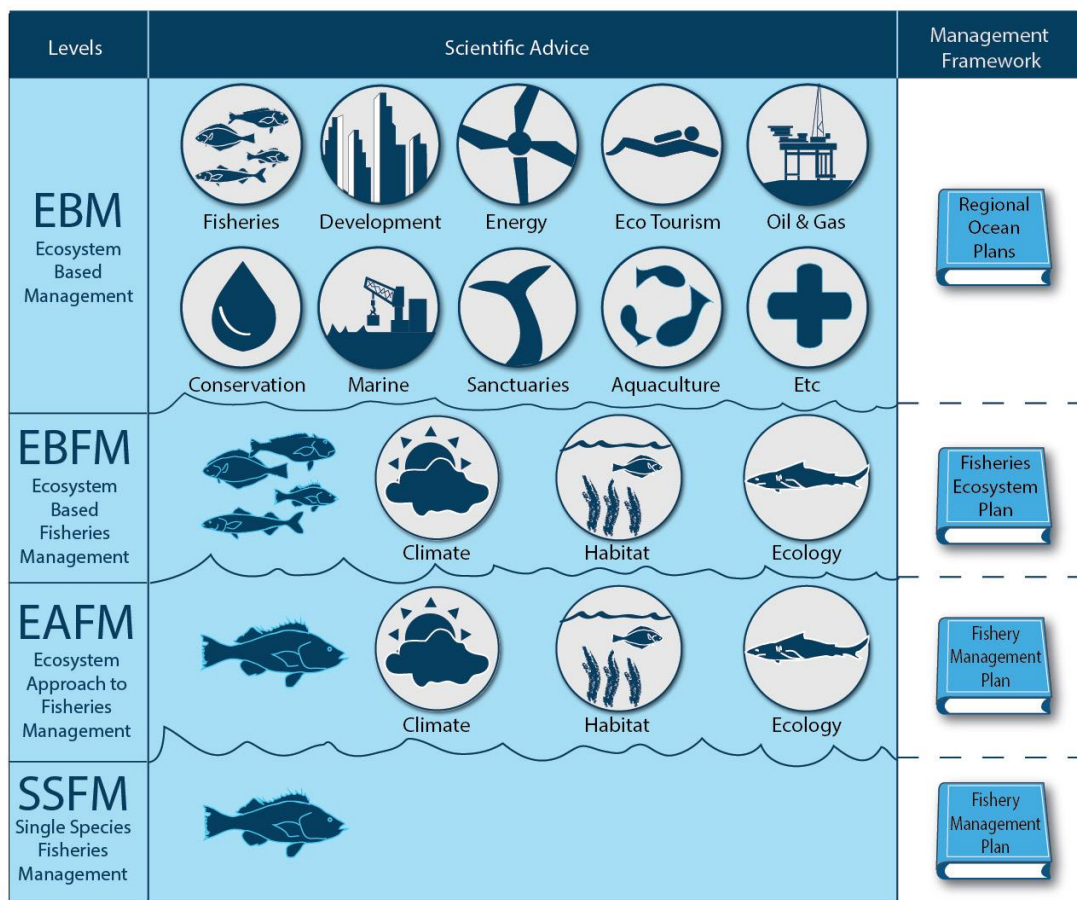 Levels
Scientific Advice
Management
Framework
EBM
Ecosystem
Based
Management
Fisheries
Development
Energy
Eco Tourism
Oil & Gas
Conservation
Marine
Sanctuaries
Aquaculture
Etc
Regional
Ocean
Plans
EBFM
Ecosystem
Based
Fisheries
Management
Climate
Habitat
Ecology
Fisheries
Ecosystem
Plan
EAFM
Ecosystem
Approach to
Fisheries
Management
Climate
Habitat
Ecology
Fishery
Management
Plan
SSFM
Single Species
Fisheries
Management
Fishery
Management
Plan